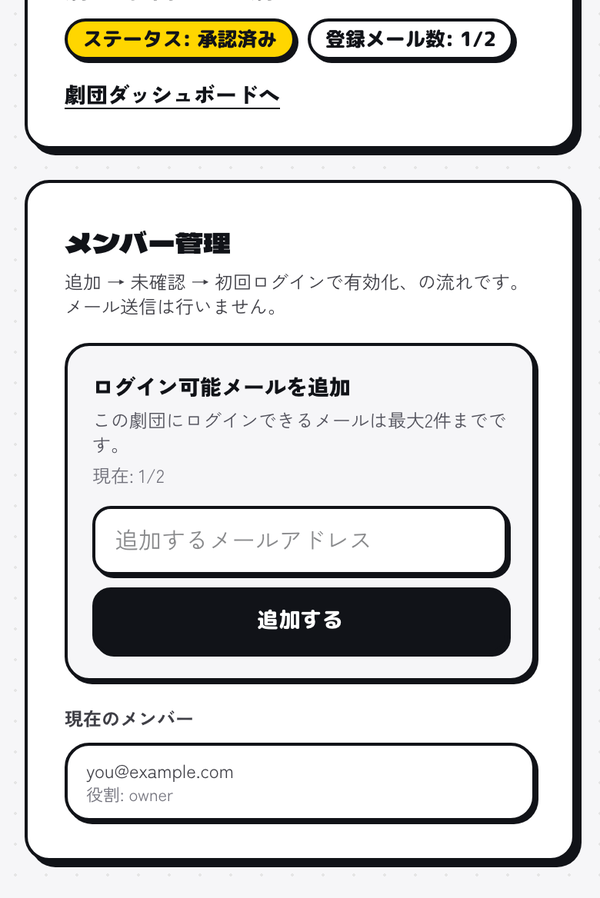 ステータス: 承認済み
登録メール数: 1/2
劇団ダッシュボードへ
メンバー管理
追加 → 未確認 → 初回ログインで有効化、の流れです。
メール送信は行いません。
ログイン可能メールを追加
この劇団にログインできるメールは最大2件までで
す。
現在: 1/2
追加するメールアドレス
追加する
現在のメンバー
you@example.com
役割: owner